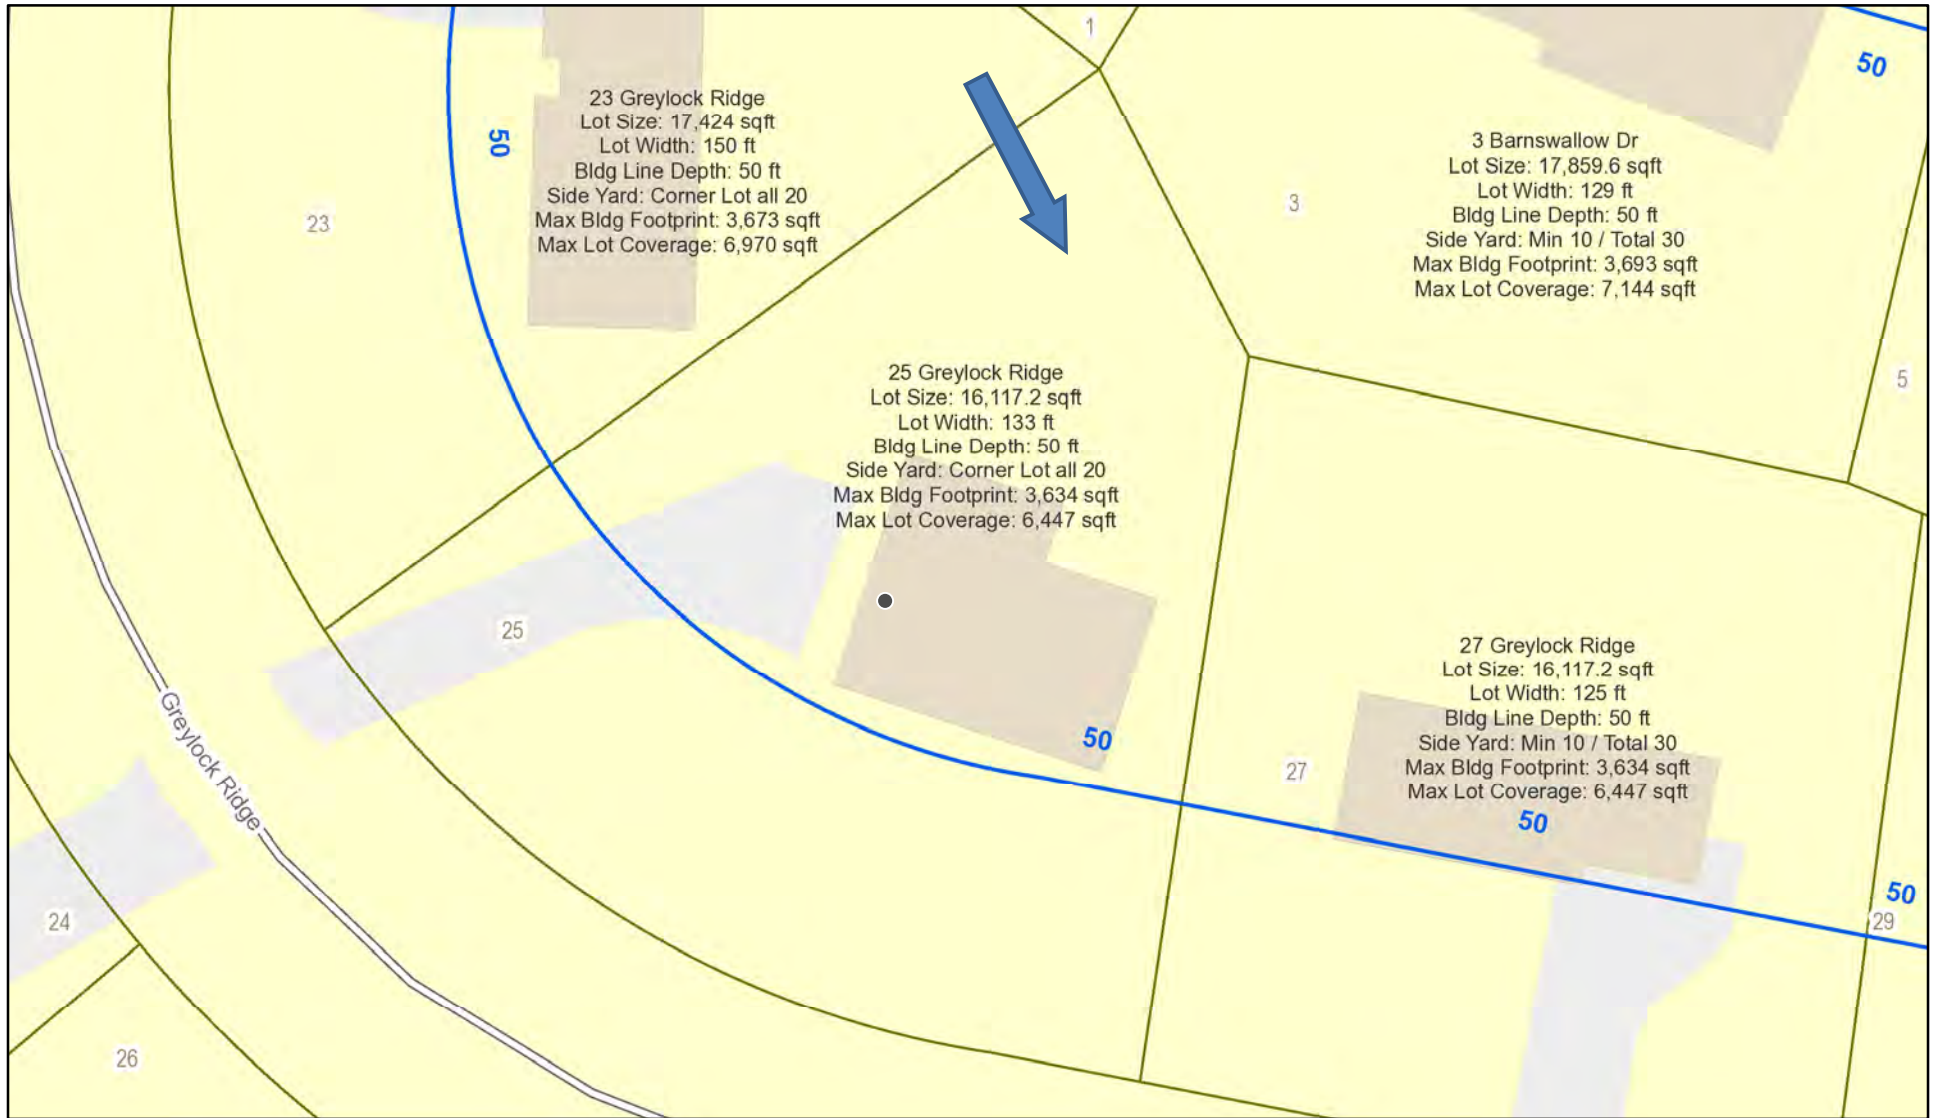 1
50
23 Greylock Ridge
Lot Size: 17,424 sqft
Lot Width: 150 ft
Bldg Line Depth: 50 ft
Side Yard: Corner Lot all 20
Max Bldg Footprint: 3,673 sqft
Max Lot Coverage: 6,970 sqft
50
23
3 Barnswallow Dr
Lot Size: 17,859.6 sqft
Lot Width: 129 ft
Bldg Line Depth: 50 ft
Side Yard: Min 10 / Total 30
Max Bldg Footprint: 3,693 sqft
Max Lot Coverage: 7,144 sqft
3
5
25 Greylock Ridge
Lot Size: 16,117.2 sqft
Lot Width: 133 ft
Bldg Line Depth: 50 ft
Side Yard: Corner Lot all 20
Max Bldg Footprint: 3,634 sqft
Max Lot Coverage: 6,447 sqft
25
50
27 Greylock Ridge
Lot Size: 16,117.2 sqft
Lot Width: 125 ft
Bldg Line Depth: 50 ft
Side Yard: Min 10 / Total 30
Max Bldg Footprint: 3,634 sqft
Max Lot Coverage: 6,447 sqft
27
50
50
29
Greylock Ridge
24
26